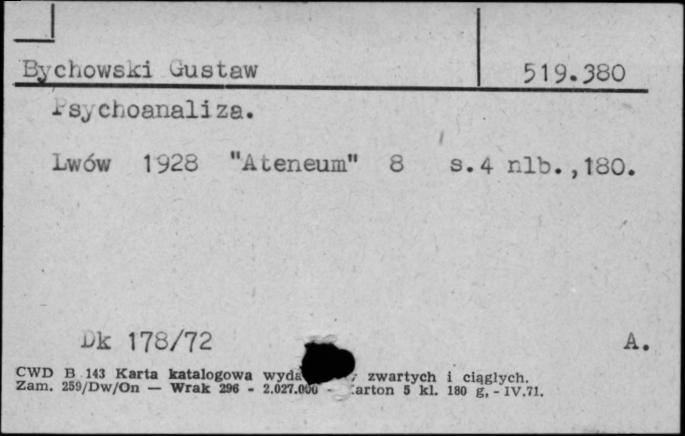 Bychowski Gustaw 519.380
Psychoanaliza.
Lwów 1928 "Ateneum" 8 s.4 nlb.,180.
Dk 178/72 A.
CWD B 143 Karta katalogowa zwartych i ciągłych.
Zam. 259/Dw/On — Wrak 296 - 2.027.000 - Karton 5 kl. 180 g, - IV.71.